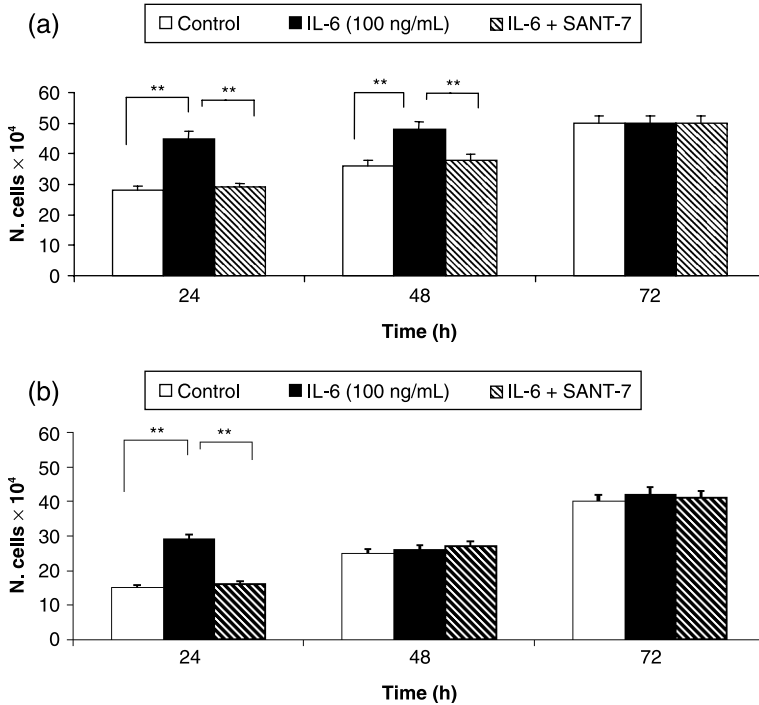 (a)
Control IL-6 (100 ng/mL) IL-6 + SANT-7
** ** ** **
60
50
40
30
20
10
0
N. cells × 10⁴
24 48 72
Time (h)
(b)
Control IL-6 (100 ng/mL) IL-6 + SANT-7
** **
60
50
40
30
20
10
0
N. cells × 10⁴
24 48 72
Time (h)